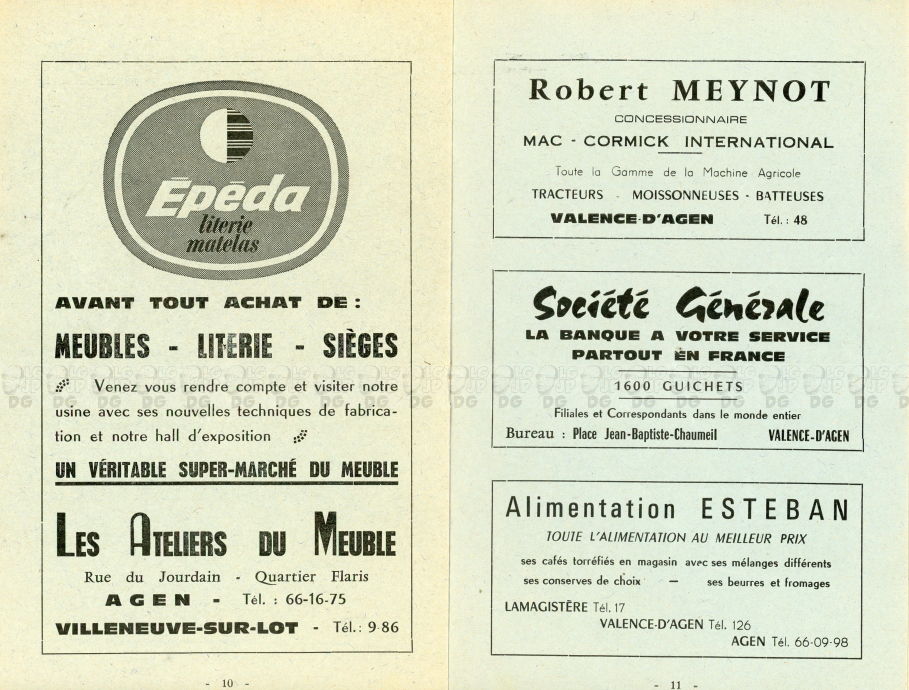 Épéda
literie
matelas
AVANT TOUT ACHAT DE :
MEUBLES - LITERIE - SIÈGES
Venez vous rendre compte et visiter notre
usine avec ses nouvelles techniques de fabrica-
tion et notre hall d'exposition
UN VÉRITABLE SUPER-MARCHÉ DU MEUBLE
LES ATELIERS DU MEUBLE
Rue du Jourdain - Quartier Flaris
AGEN - Tél. : 66-16-75
VILLENEUVE-SUR-LOT - Tél.: 9-86
- 10 -
Robert MEYNOT
CONCESSIONNAIRE
MAC - CORMICK INTERNATIONAL
Toute la Gamme de la Machine Agricole
TRACTEURS - MOISSONNEUSES - BATTEUSES
VALENCE-D'AGEN Tél. : 48
Société Générale
LA BANQUE A VOTRE SERVICE
PARTOUT EN FRANCE
1600 GUICHETS
Filiales et Correspondants dans le monde entier
Bureau : Place Jean-Baptiste-Chaumeil VALENCE-D'AGEN
Alimentation ESTEBAN
TOUTE L'ALIMENTATION AU MEILLEUR PRIX
ses cafés torréfiés en magasin avec ses mélanges différents
ses conserves de choix — ses beurres et fromages
LAMAGISTÈRE Tél. 17
VALENCE-D'AGEN Tél. 126
AGEN Tél. 66-09-98
- 11 -